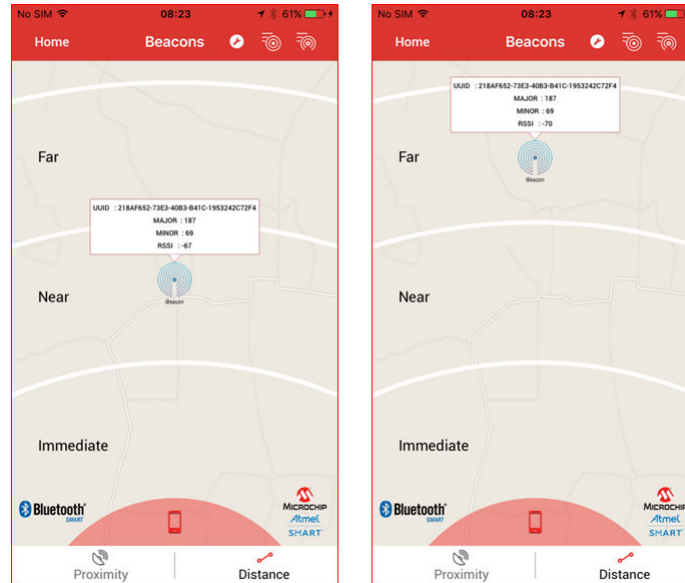 No SIM 08:23 61%
Home Beacons
Far
UUID : 218AF652-73E3-40B3-B41C-1953242C72F4
MAJOR : 187
MINOR : 69
RSSI : -67
iBeacon
Near
Immediate
Bluetooth®
SMART
MICROCHIP
Atmel
SMART
Proximity Distance
No SIM 08:23 61%
Home Beacons
UUID : 218AF652-73E3-40B3-B41C-1953242C72F4
MAJOR : 187
MINOR : 69
RSSI : -70
Far
iBeacon
Near
Immediate
Bluetooth®
SMART
MICROCHIP
Atmel
SMART
Proximity Distance